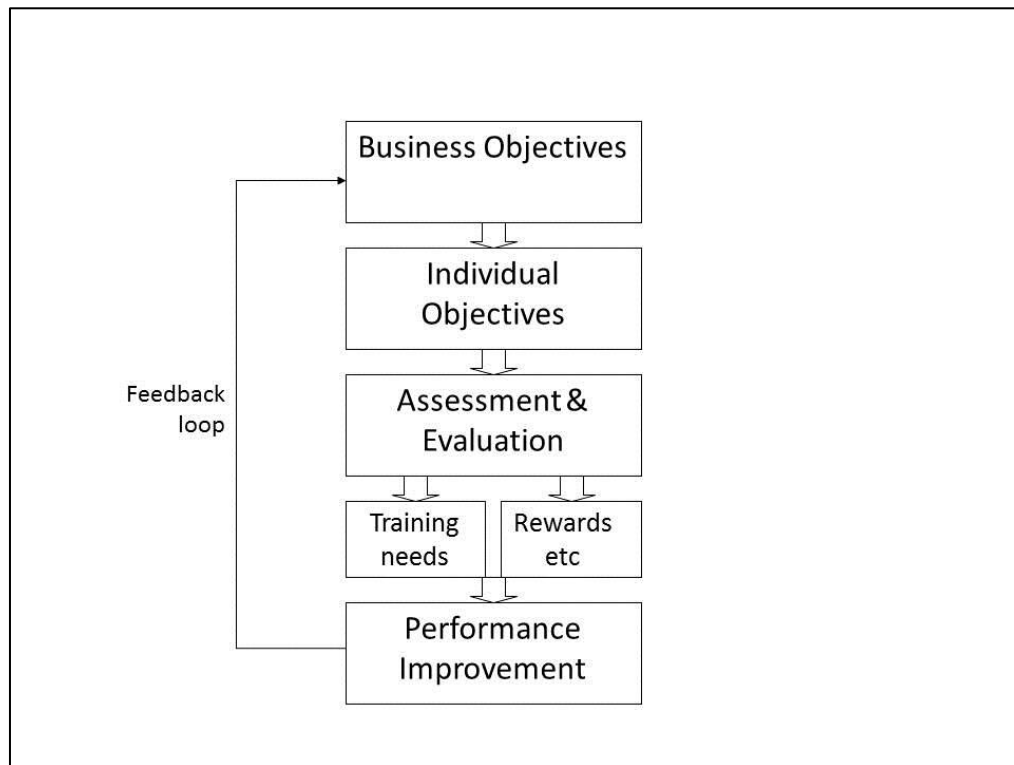 Business Objectives
Individual
Objectives
Assessment &
Evaluation
Feedback
loop
Training
needs
Rewards
etc
Performance
Improvement